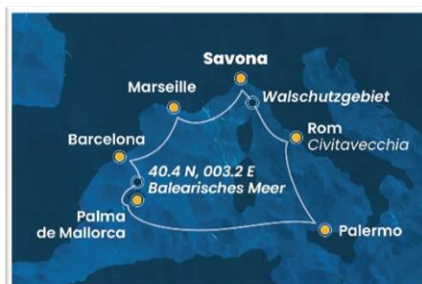 Savona
Marseille
Walschutzgebiet
Rom
Civitavecchia
Barcelona
40.4 N, 003.2 E
Balearisches Meer
Palma
de Mallorca
Palermo